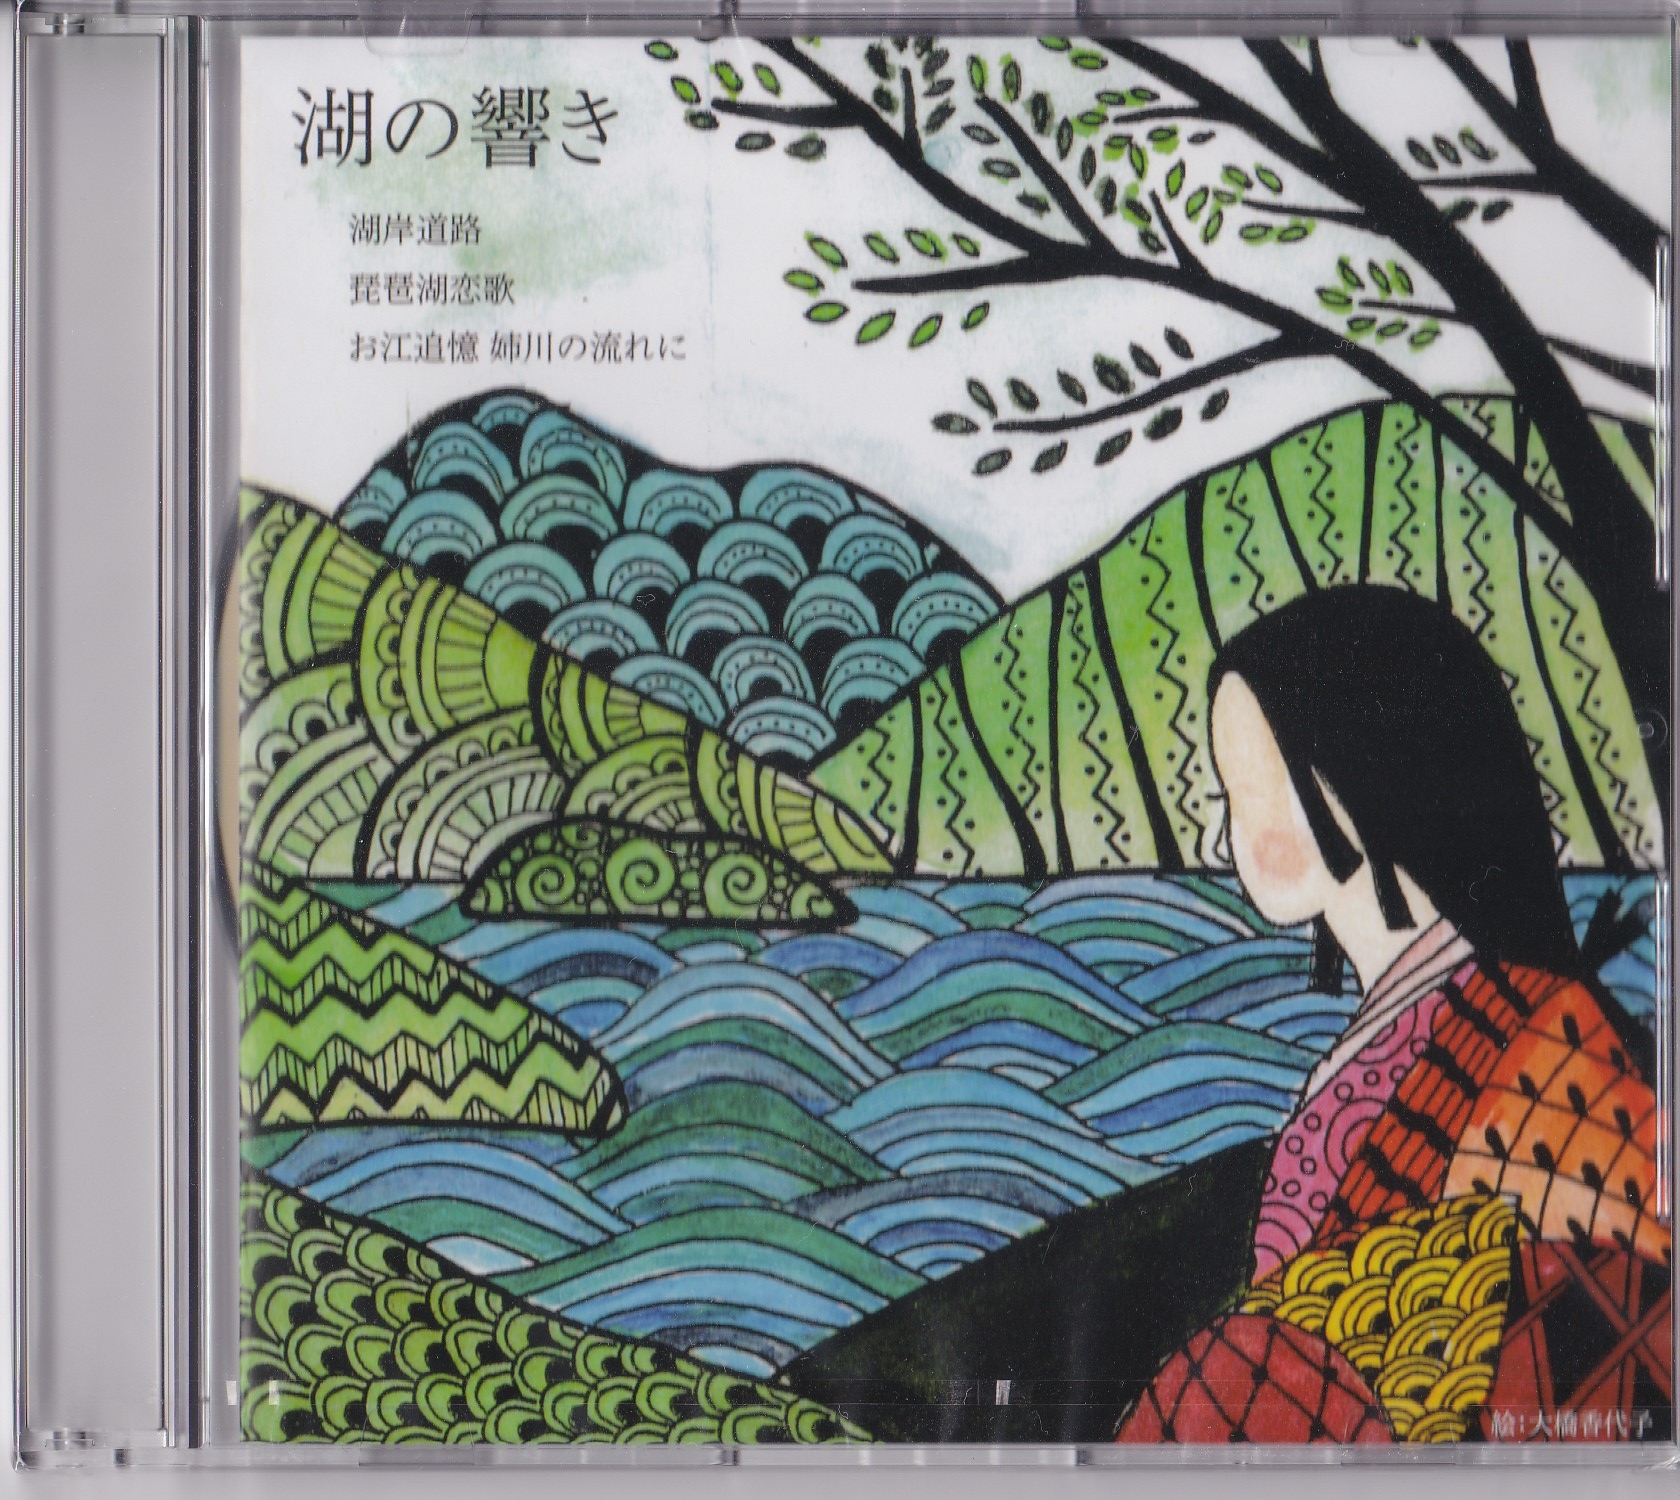 湖の響き
湖岸道路
琵琶湖恋歌
お江追憶 姉川の流れに
絵:大橋香代子